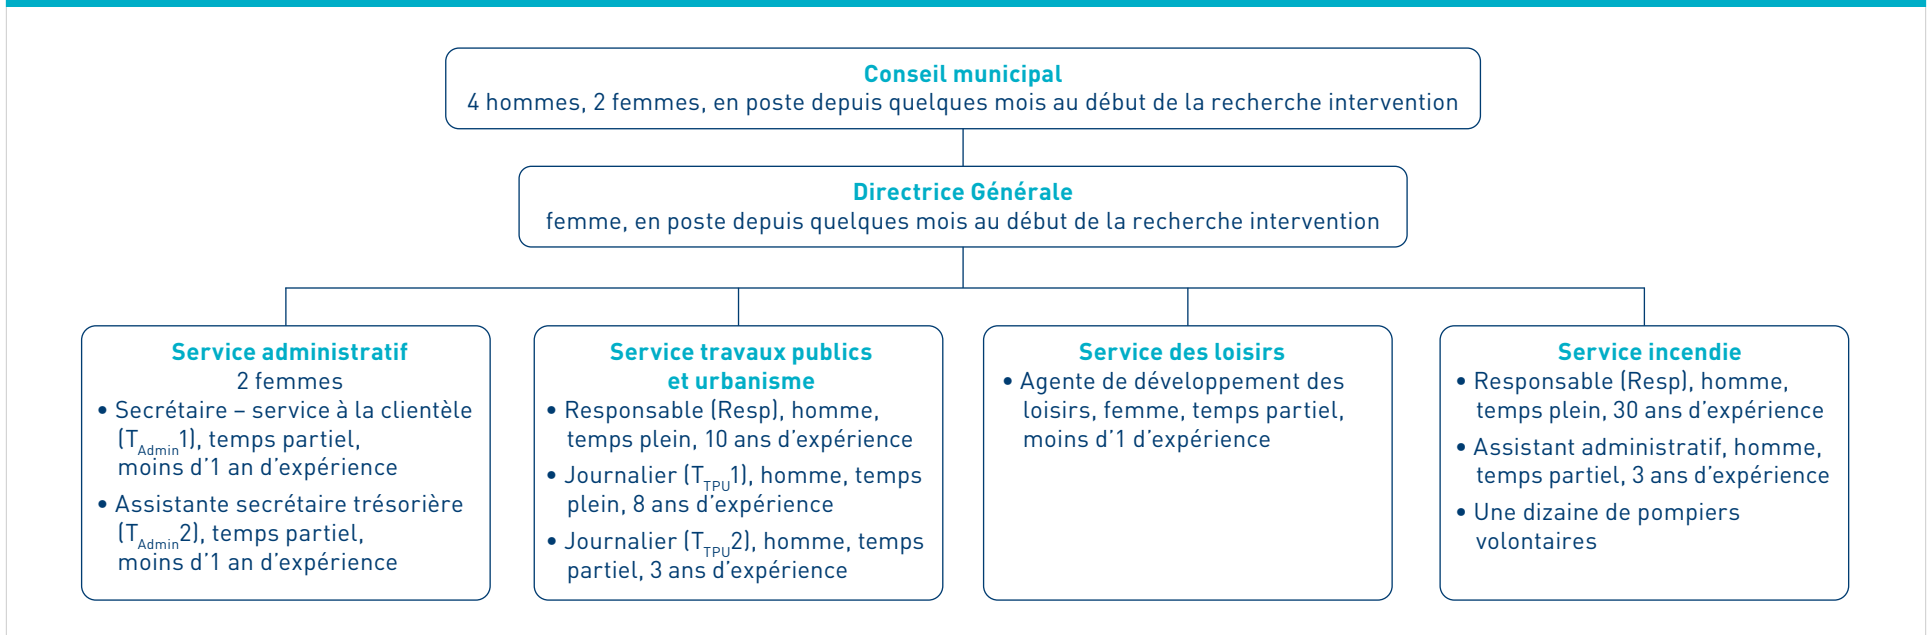 Conseil municipal
4 hommes, 2 femmes, en poste depuis quelques mois au début de la recherche intervention
Directrice Générale
femme, en poste depuis quelques mois au début de la recherche intervention
Service administratif
2 femmes
• Secrétaire – service à la clientèle
(TAdmin1), temps partiel,
moins d’1 an d’expérience
• Assistante secrétaire trésorière
(TAdmin2), temps partiel,
moins d’1 an d’expérience
Service travaux publics
et urbanisme
• Responsable (Resp), homme,
temps plein, 10 ans d’expérience
• Journalier (TTPU1), homme, temps
plein, 8 ans d’expérience
• Journalier (TTPU2), homme, temps
partiel, 3 ans d’expérience
Service des loisirs
• Agente de développement des
loisirs, femme, temps partiel,
moins d’1 d’expérience
Service incendie
• Responsable (Resp), homme,
temps plein, 30 ans d’expérience
• Assistant administratif, homme,
temps partiel, 3 ans d’expérience
• Une dizaine de pompiers
volontaires